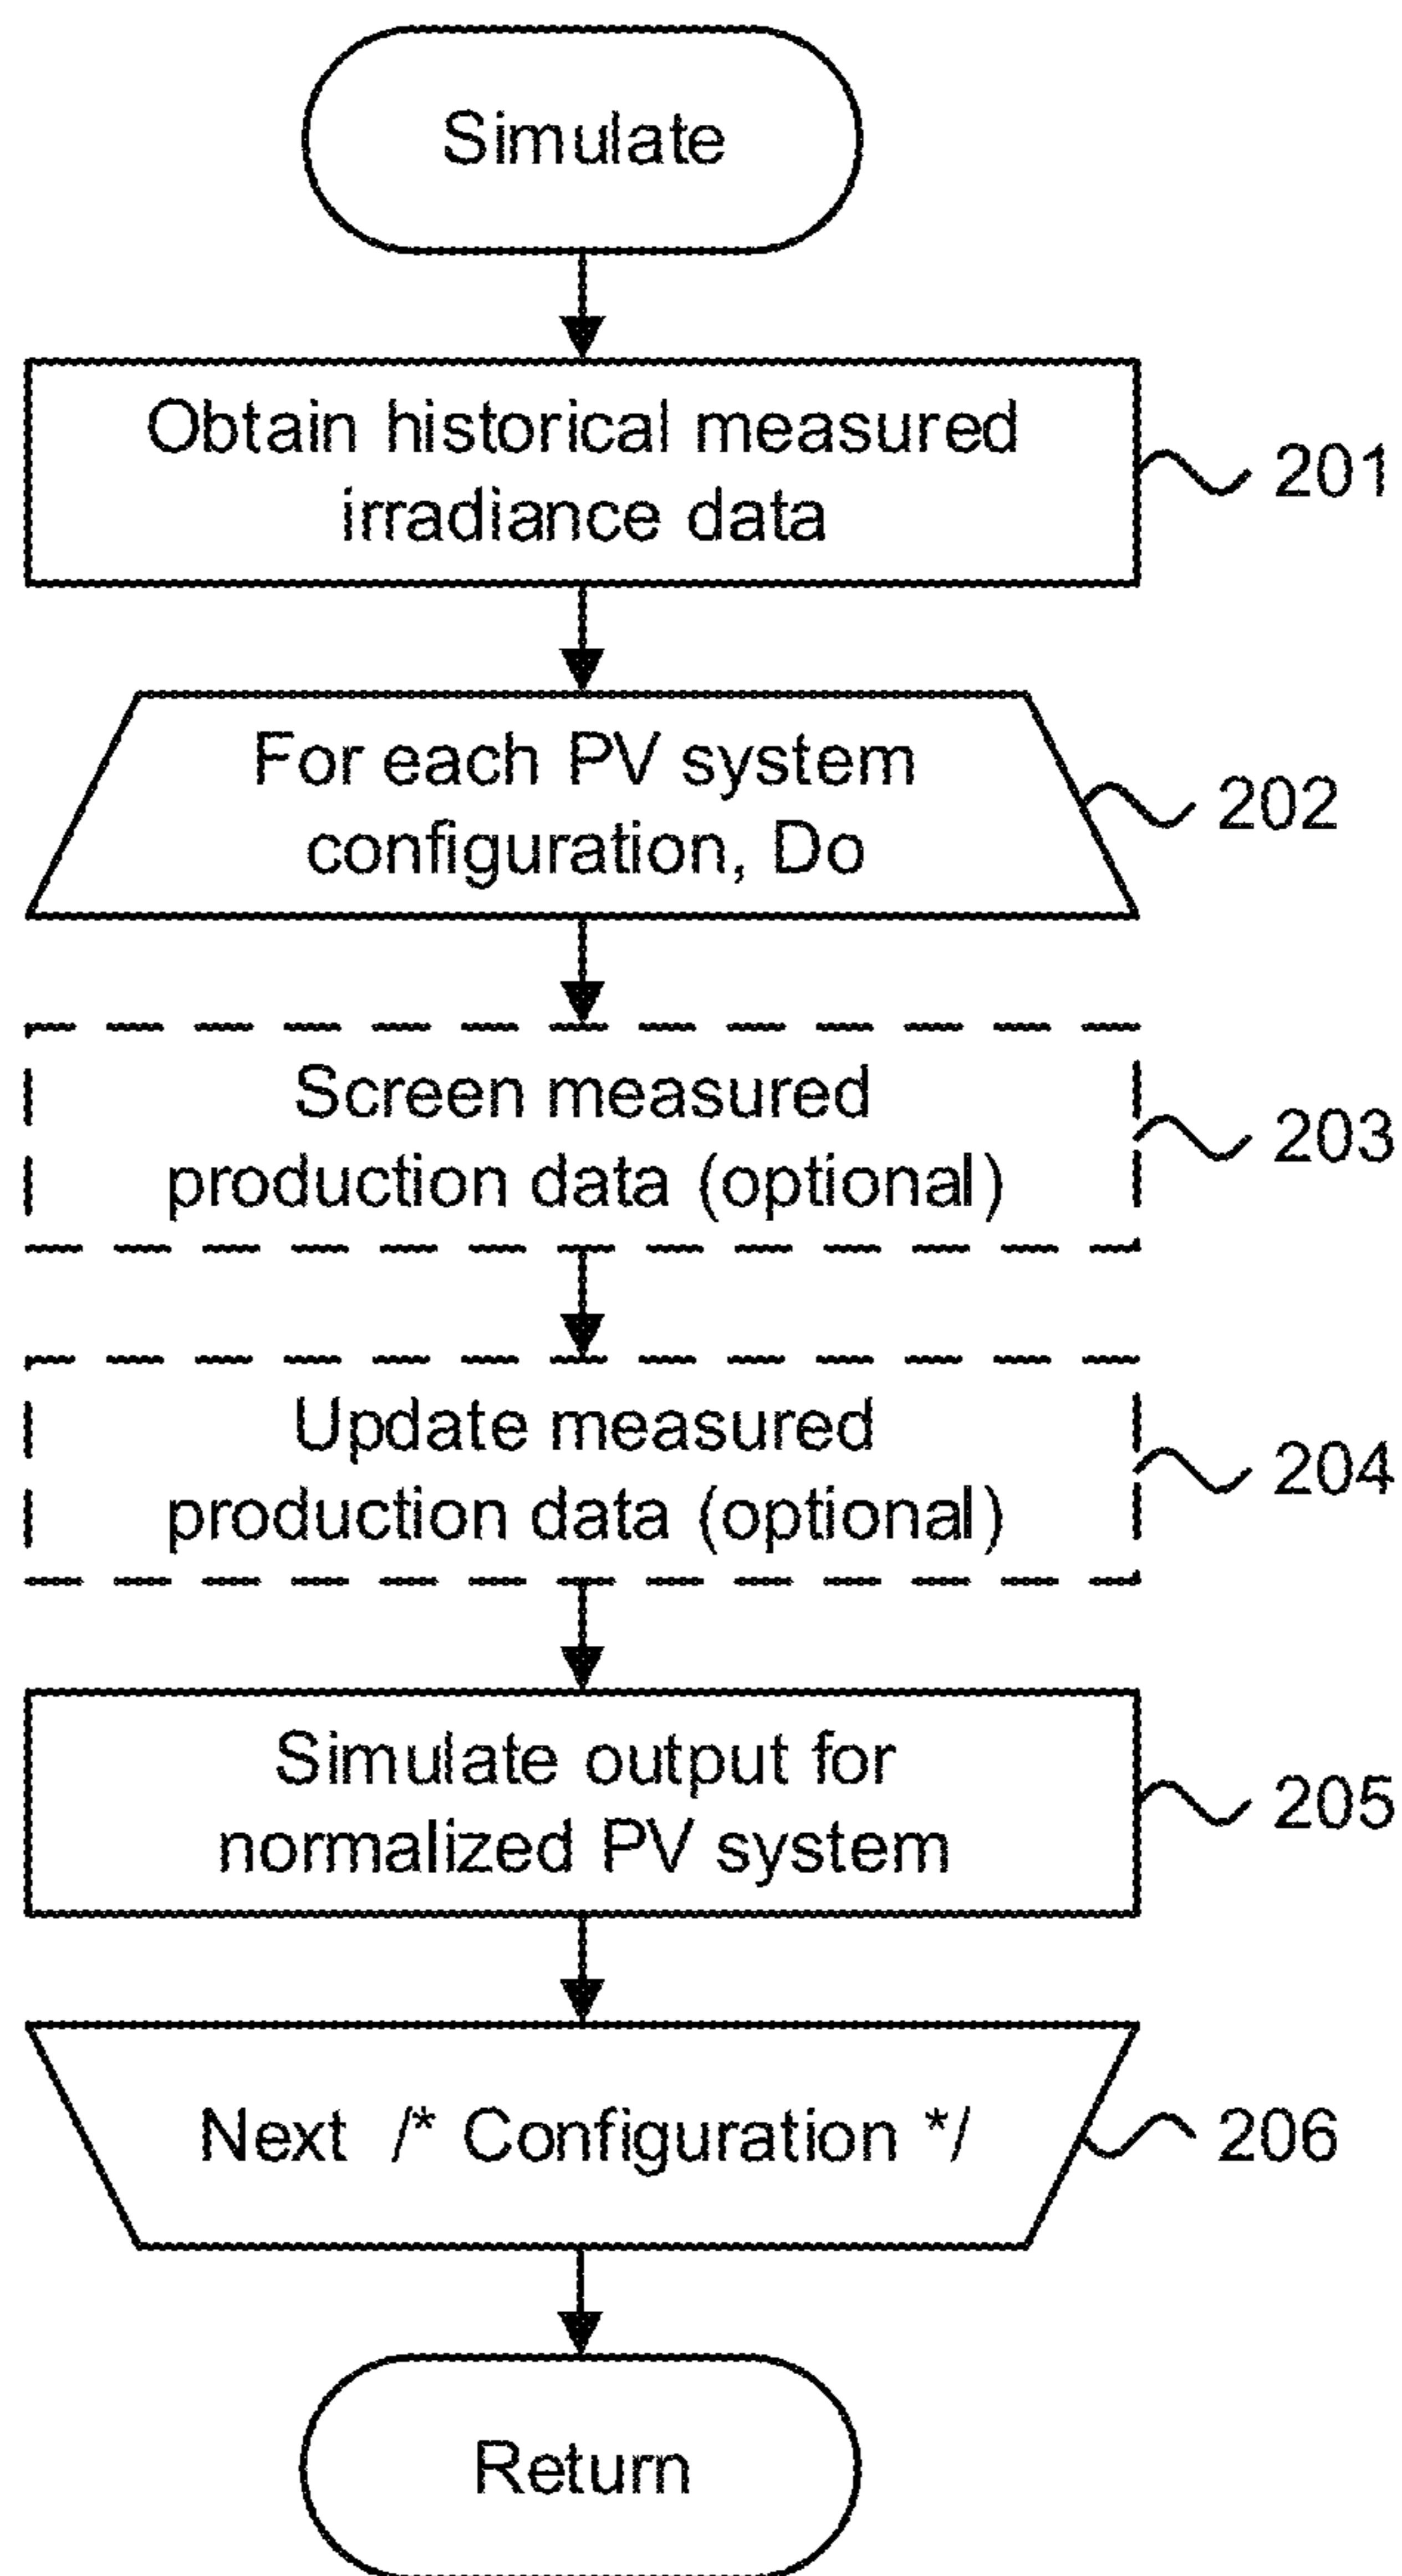 Simulate
Obtain historical measured
irradiance data
201
For each PV system
configuration, Do
202
Screen measured
production data (optional)
203
Update measured
production data (optional)
204
Simulate output for
normalized PV system
205
Next /* Configuration */
206
Return